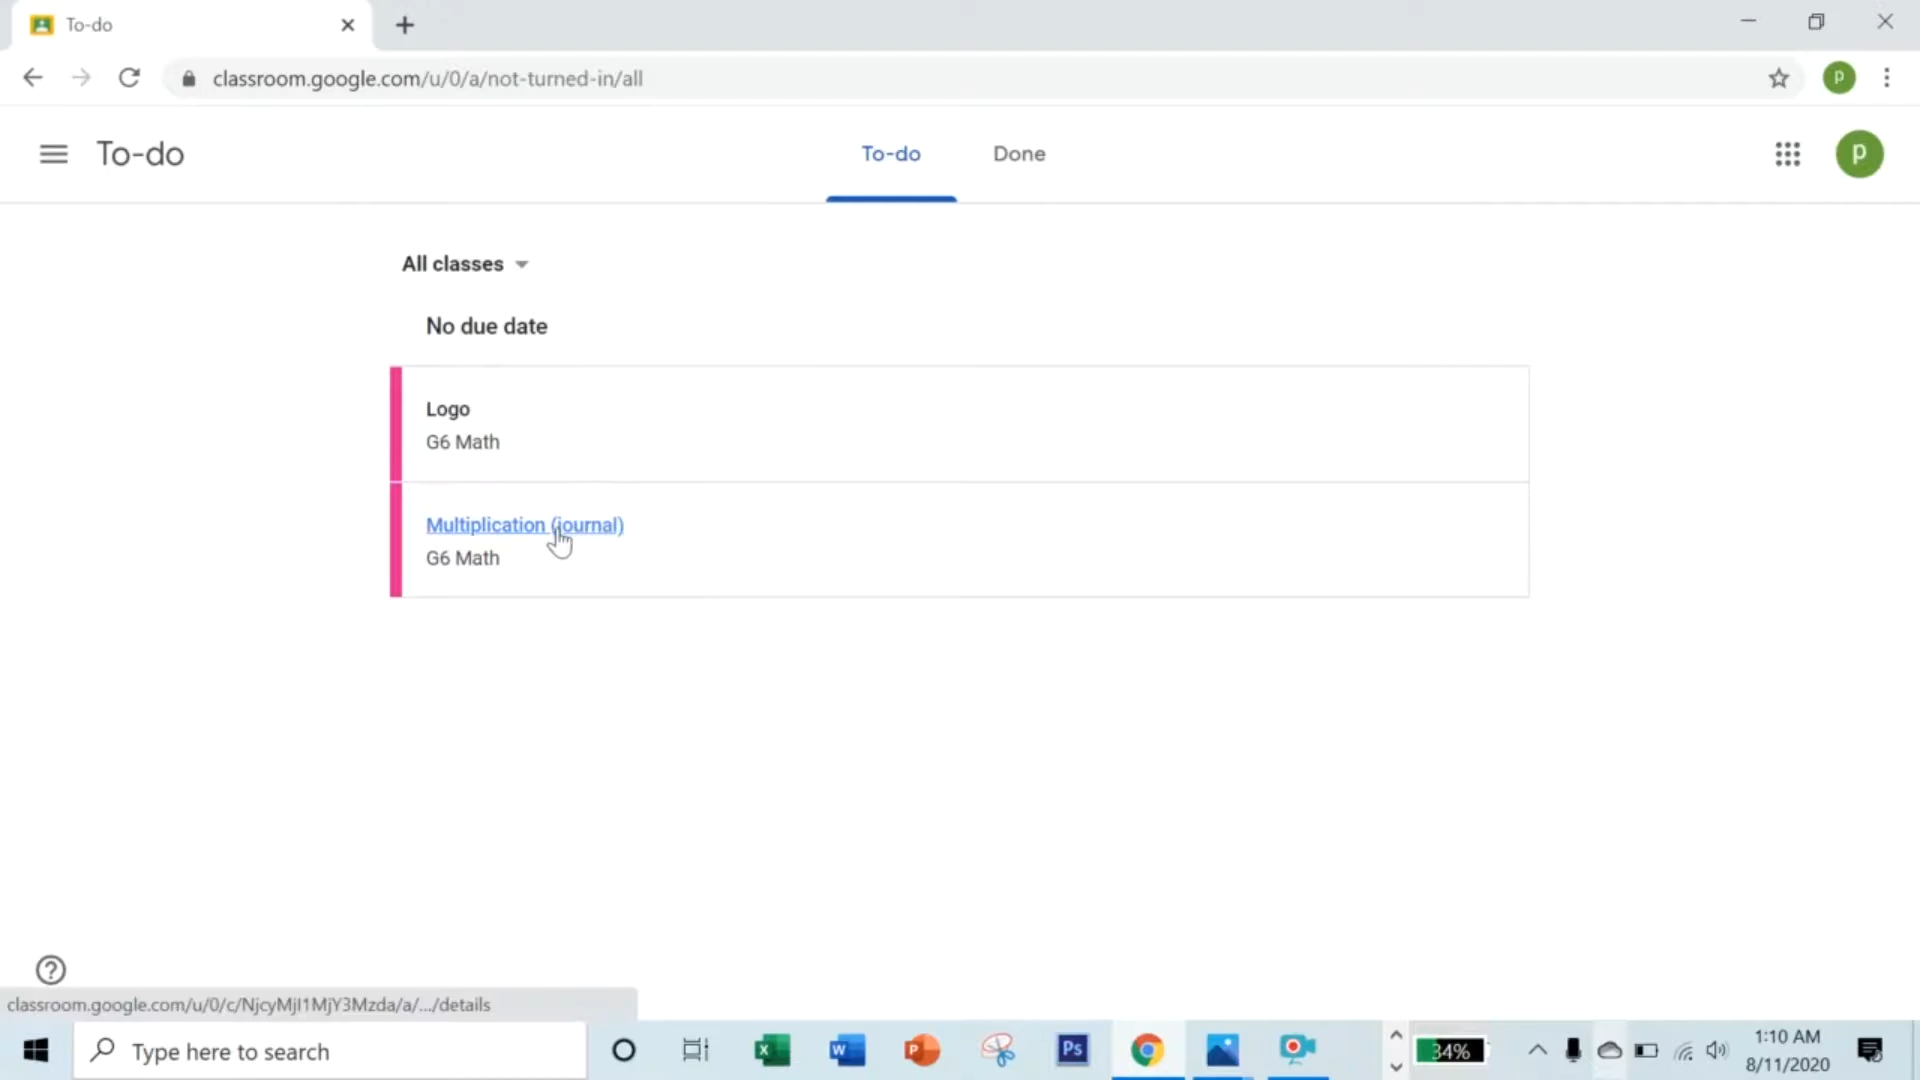 To-do
classroom.google.com/u/0/a/not-turned-in/all
P
To-do
To-do
Done
p
All classes
No due date
Logo
G6 Math
Multiplication (journal)
G6 Math
classroom.google.com/u/0/c/NjcyMjI1MjY3Mzda/a/.../details
Type here to search
Ps
34%
1:10 AM
8/11/2020